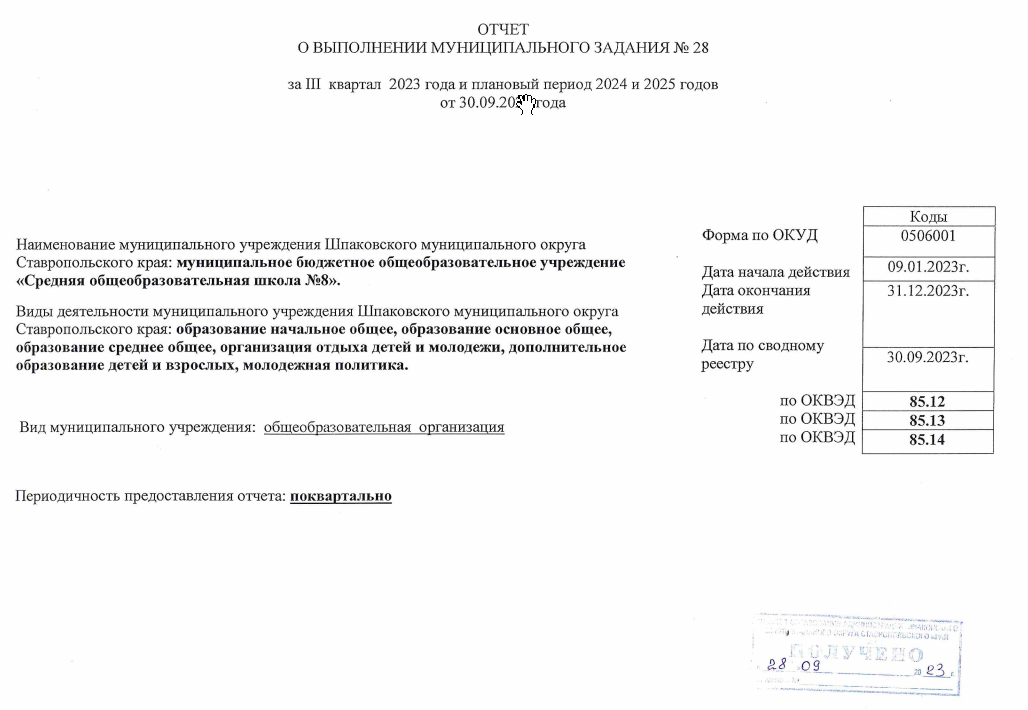 ОТЧЕТ
О ВЫПОЛНЕНИИ МУНИЦИПАЛЬНОГО ЗАДАНИЯ № 28
за III квартал 2023 года и плановый период 2024 и 2025 годов
от 30.09.20 года
Коды
Форма по ОКУД 0506001
Наименование муниципального учреждения Шпаковского муниципального округа
Ставропольского края: муниципальное бюджетное общеобразовательное учреждение
«Средняя общеобразовательная школа №8».
Дата начала действия 09.01.2023г.
Дата окончания 31.12.2023г.
действия
Виды деятельности муниципального учреждения Шпаковского муниципального округа
Ставропольского края: образование начальное общее, образование основное общее,
образование среднее общее, организация отдыха детей и молодежи, дополнительное
образование детей и взрослых, молодежная политика.
Дата по сводному 30.09.2023г.
реестру
по ОКВЭД 85.12
по ОКВЭД 85.13
по ОКВЭД 85.14
Вид муниципального учреждения: общеобразовательная организация
Периодичность предоставления отчета: поквартально
ПОЛУЧЕНО
28 09 2023 г.